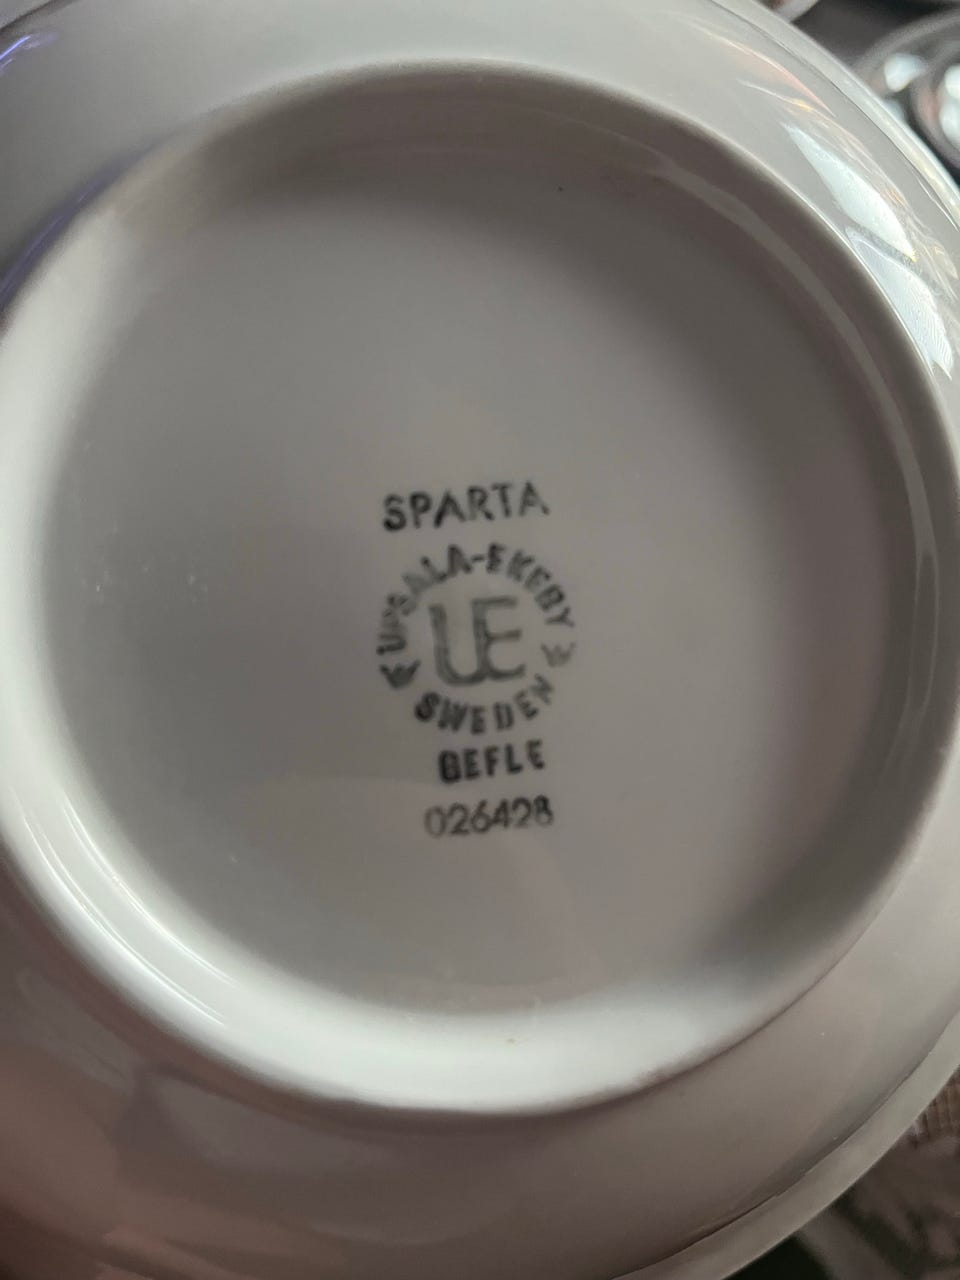 SPARTA
UPSALA-EKEBY
UE
SWEDEN
GEFLE
026428